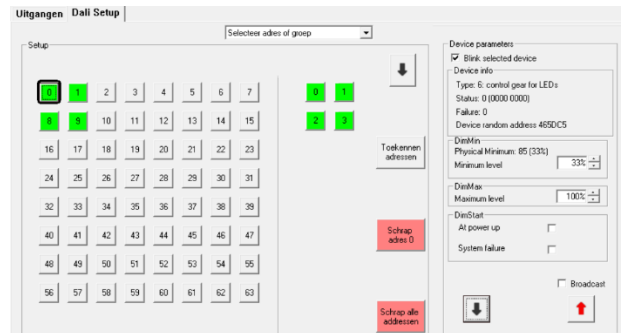 Uitgangen Dali Setup
Selecteer adres of groep
Setup
0 1 2 3 4 5 6 7
8 9 10 11 12 13 14 15
16 17 18 19 20 21 22 23
24 25 26 27 28 29 30 31
32 33 34 35 36 37 38 39
40 41 42 43 44 45 46 47
48 49 50 51 52 53 54 55
56 57 58 59 60 61 62 63
0 1
2 3
Toekennen
adressen
Schrap
adres 0
Schrap alle
addressen
Device parameters
Blink selected device
Device info
Type: 6: control gear for LEDs
Status: 0 (0000 0000)
Failure: 0
Device random address 465DC5
DimMin
Physical Minimum: 85 (33%)
Minimum level 33%
DimMax
Maximum level 100%
DimStart
At power up
System failure
Broadcast